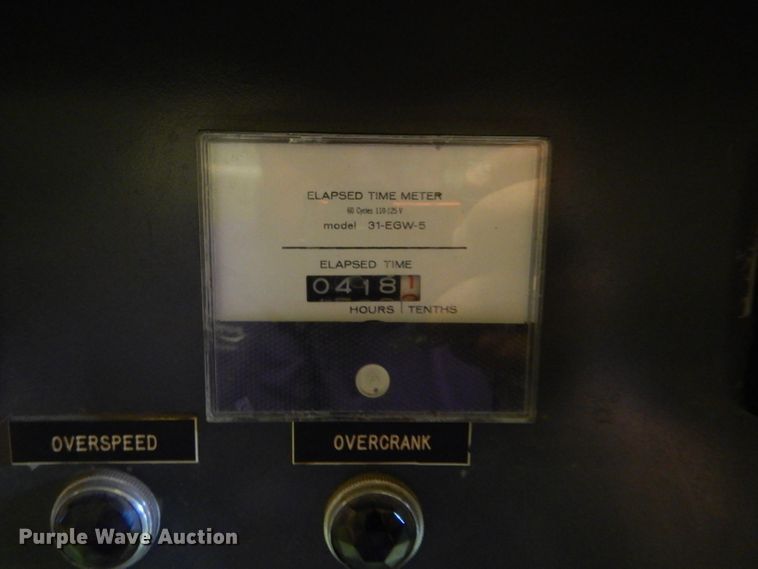 ELAPSED TIME METER
60 Cycles 110-125 V
model 31-EGW-5
ELAPSED TIME
0418 1
HOURS TENTHS
OVERSPEED OVERCRANK
Purple Wave Auction